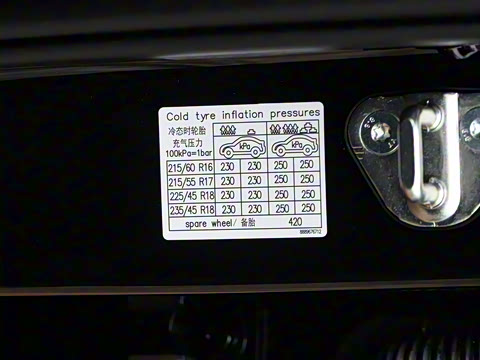 Cold tyre inflation pressures
冷态时轮胎
充气压力
100kPa=1bar
kPa kPa
215/60 R16 230 230 250 250
215/55 R17 230 230 250 250
225/45 R18 230 230 250 250
235/45 R18 230 230 250 250
spare wheel/ 备胎 420